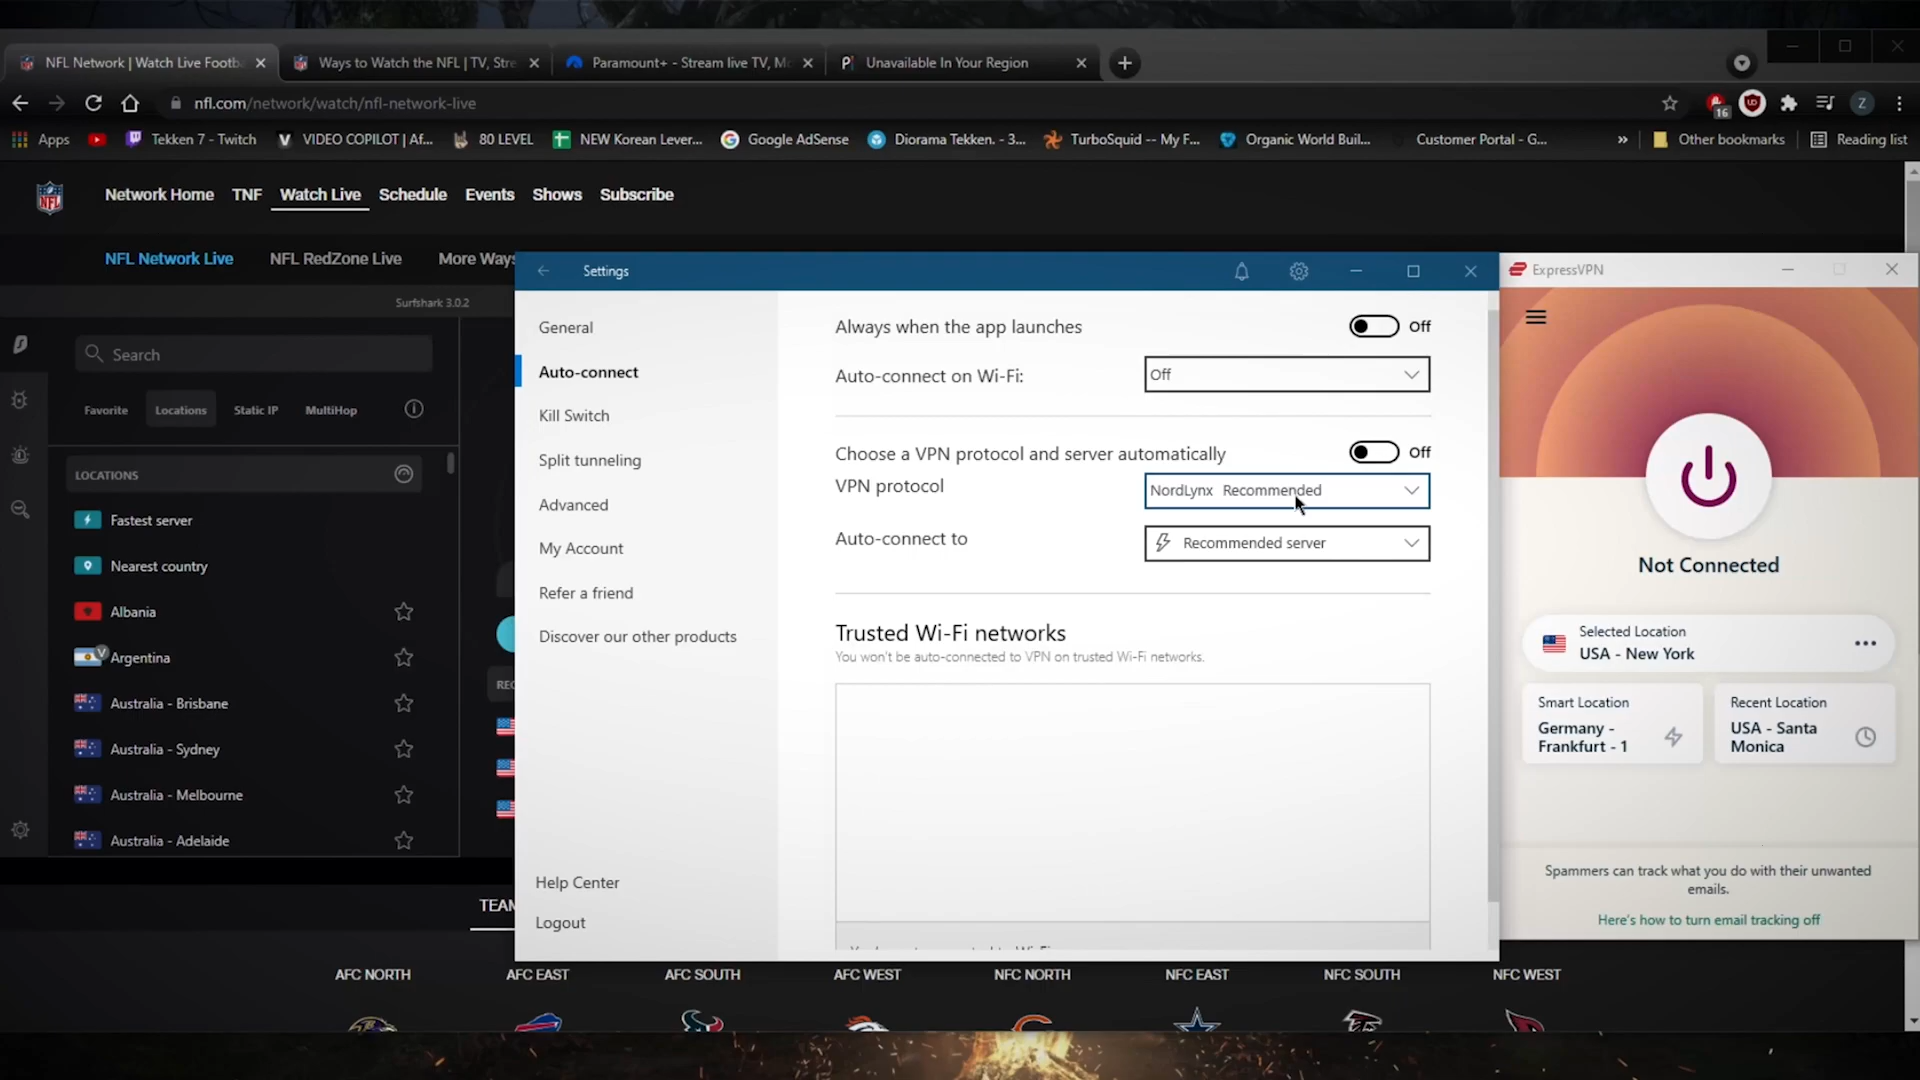 NFL Network | Watch Live Footb
Ways to Watch the NFL | TV, Stre
Paramount+ - Stream live TV, Mo
Unavailable In Your Region
nfl.com/network/watch/nfl-network-live
16
Z
Apps
Tekken 7 - Twitch
VIDEO COPILOT | Af...
80 LEVEL
NEW Korean Lever...
Google AdSense
Diorama Tekken. - 3...
TurboSquid -- My F...
Organic World Buil...
Customer Portal - G...
»
Other bookmarks
Reading list
NFL
Network Home
TNF
Watch Live
Schedule
Events
Shows
Subscribe
NFL Network Live
NFL RedZone Live
More Ways
Surfshark 3.0.2
Search
Favorite
Locations
Static IP
MultiHop
LOCATIONS
Fastest server
Nearest country
Albania
Argentina
Australia - Brisbane
Australia - Sydney
Australia - Melbourne
Australia - Adelaide
REC
Settings
General
Auto-connect
Kill Switch
Split tunneling
Advanced
My Account
Refer a friend
Discover our other products
Help Center
Logout
Always when the app launches
Off
Auto-connect on Wi-Fi:
Off
Choose a VPN protocol and server automatically
Off
VPN protocol
NordLynx Recommended
Auto-connect to
Recommended server
Trusted Wi-Fi networks
You won't be auto-connected to VPN on trusted Wi-Fi networks.
ExpressVPN
Not Connected
Selected Location
USA - New York
Smart Location
Germany -
Frankfurt - 1
Recent Location
USA - Santa
Monica
Spammers can track what you do with their unwanted
emails.
Here's how to turn email tracking off
TEAM
AFC NORTH
AFC EAST
AFC SOUTH
AFC WEST
NFC NORTH
NFC EAST
NFC SOUTH
NFC WEST